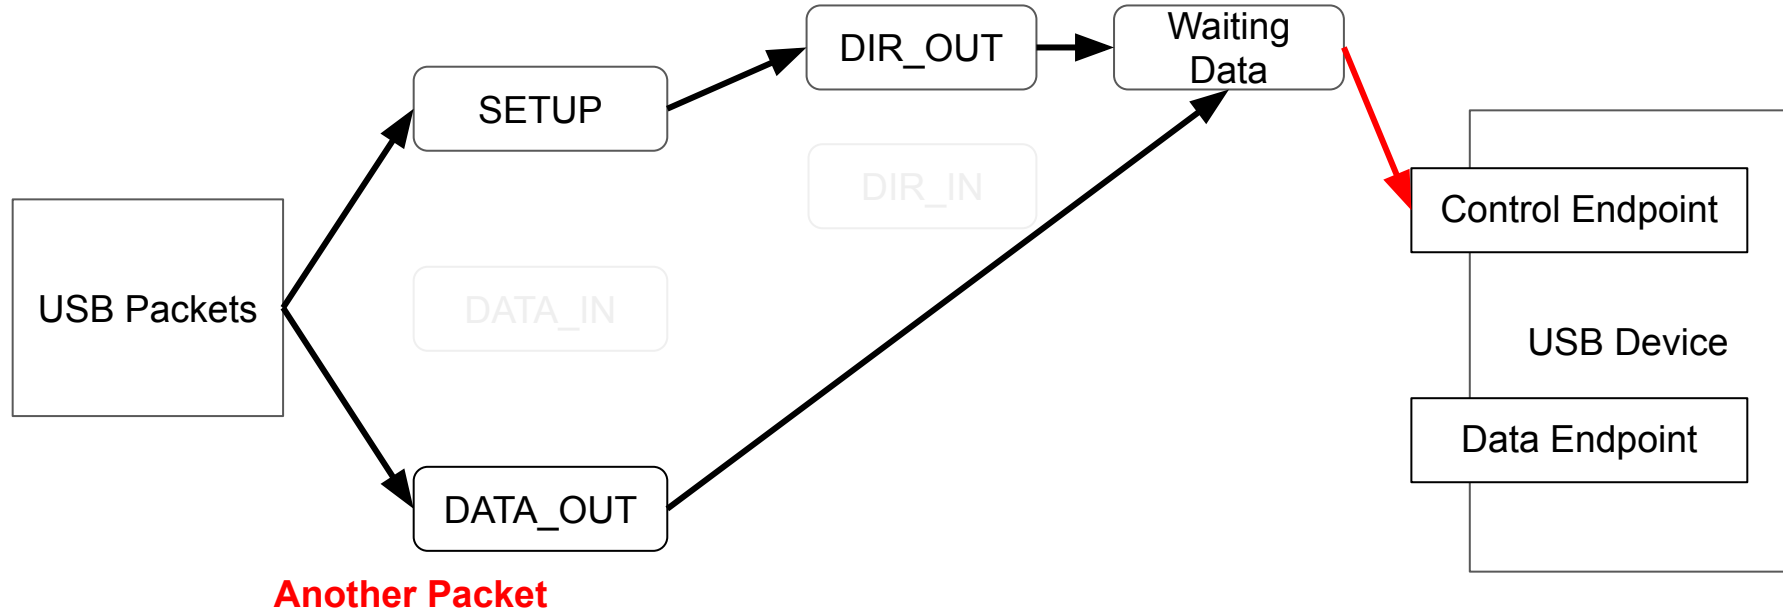 DIR_OUT
Waiting
Data
SETUP
DIR_IN
Control Endpoint
USB Packets
DATA_IN
USB Device
Data Endpoint
DATA_OUT
Another Packet